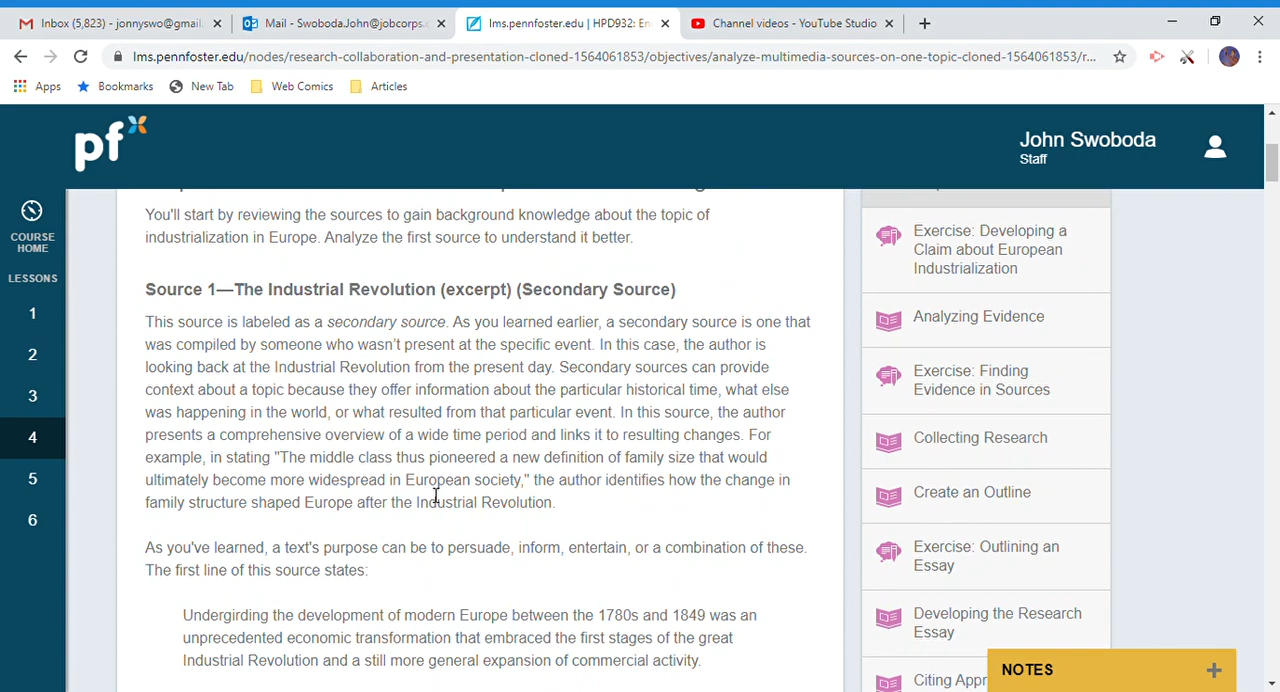 Inbox (5,823) - jonnyswo@gmail.
Mail - Swoboda.John@jobcorps.
lms.pennfoster.edu | HPD932: En
Channel videos - YouTube Studio
lms.pennfoster.edu/nodes/research-collaboration-and-presentation-cloned-1564061813/objectives/analyze-multimedia-sources-on-one-topic-cloned-1564061853/r...
Apps
Bookmarks
New Tab
Web Comics
Articles
pf
John Swoboda
Staff
COURSE
HOME
LESSONS
1
2
3
4
5
6
You'll start by reviewing the sources to gain background knowledge about the topic of
industrialization in Europe. Analyze the first source to understand it better.
Source 1—The Industrial Revolution (excerpt) (Secondary Source)
This source is labeled as a secondary source. As you learned earlier, a secondary source is one that
was compiled by someone who wasn’t present at the specific event. In this case, the author is
looking back at the Industrial Revolution from the present day. Secondary sources can provide
context about a topic because they offer information about the particular historical time, what else
was happening in the world, or what resulted from that particular event. In this source, the author
presents a comprehensive overview of a wide time period and links it to resulting changes. For
example, in stating "The middle class thus pioneered a new definition of family size that would
ultimately become more widespread in European society," the author identifies how the change in
family structure shaped Europe after the Industrial Revolution.
As you've learned, a text's purpose can be to persuade, inform, entertain, or a combination of these.
The first line of this source states:
Undergirding the development of modern Europe between the 1780s and 1849 was an
unprecedented economic transformation that embraced the first stages of the great
Industrial Revolution and a still more general expansion of commercial activity.
Exercise: Developing a
Claim about European
Industrialization
Analyzing Evidence
Exercise: Finding
Evidence in Sources
Collecting Research
Create an Outline
Exercise: Outlining an
Essay
Developing the Research
Essay
Citing Appr
NOTES +